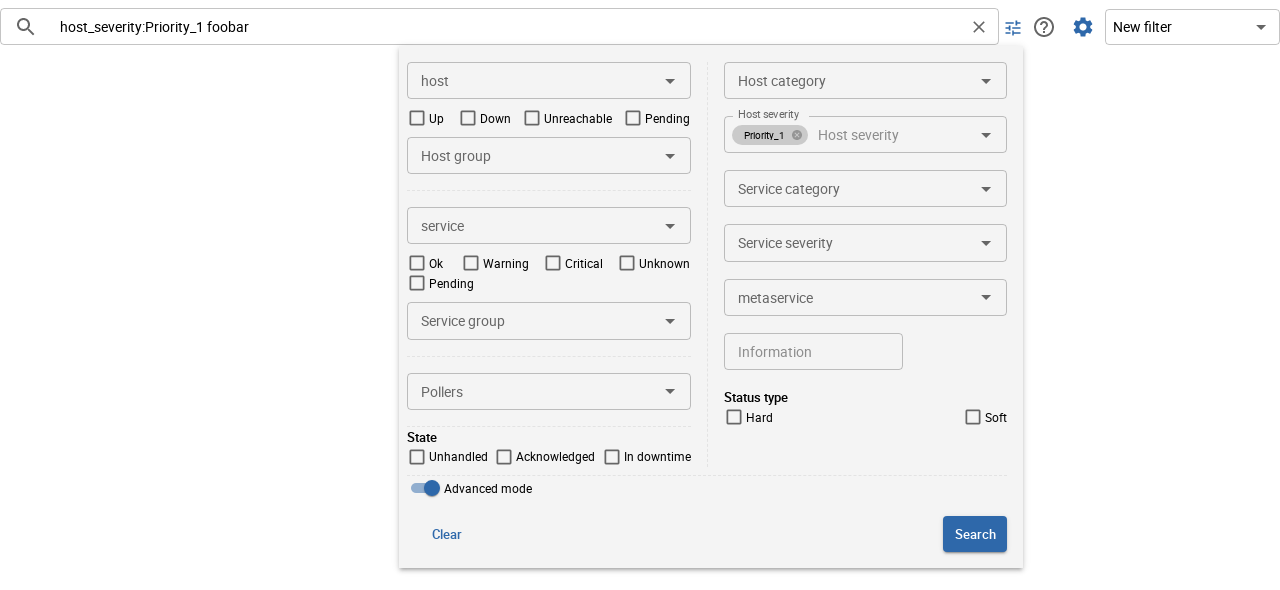 host_severity:Priority_1 foobar
New filter
host
Up Down Unreachable Pending
Host group
service
Ok Warning Critical Unknown
Pending
Service group
Pollers
State
Unhandled Acknowledged In downtime
Host category
Host severity
Priority_1 Host severity
Service category
Service severity
metaservice
Information
Status type
Hard Soft
Advanced mode
Clear Search